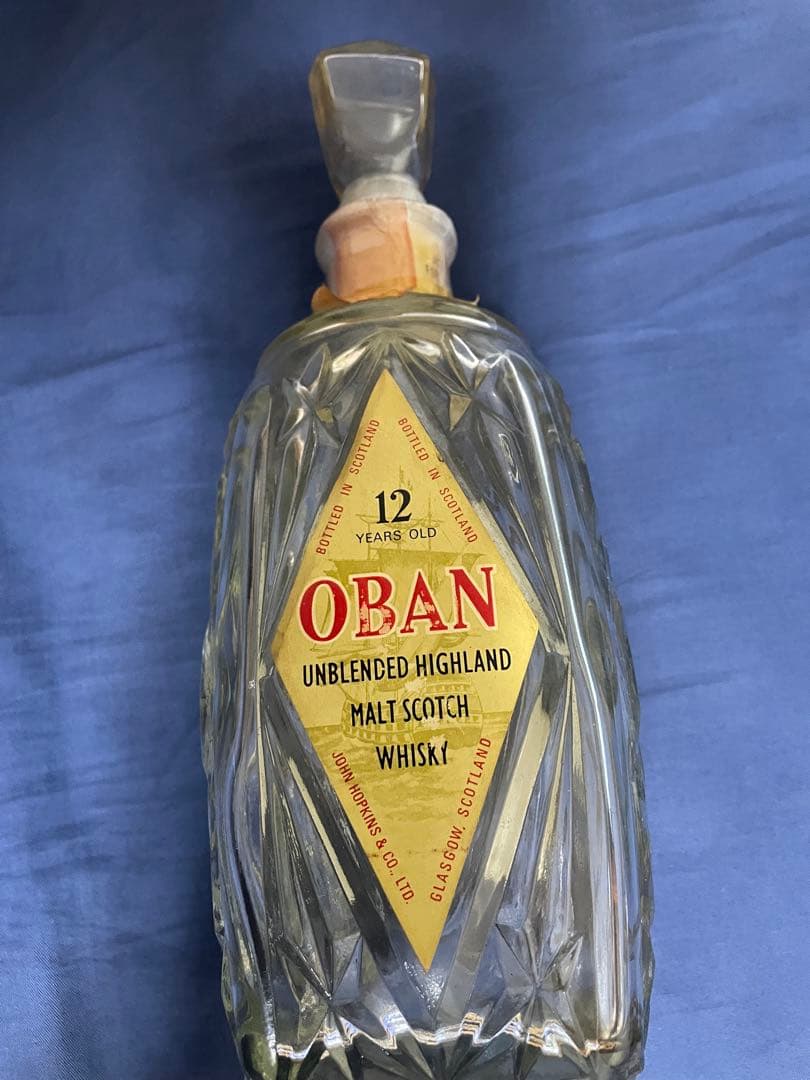 BOTTLED IN SCOTLAND
BOTTLED IN SCOTLAND
12
YEARS OLD
OBAN
UNBLENDED HIGHLAND
MALT SCOTCH
WHISKY
JOHN HOPKINS & CO., LTD.
GLASGOW, SCOTLAND